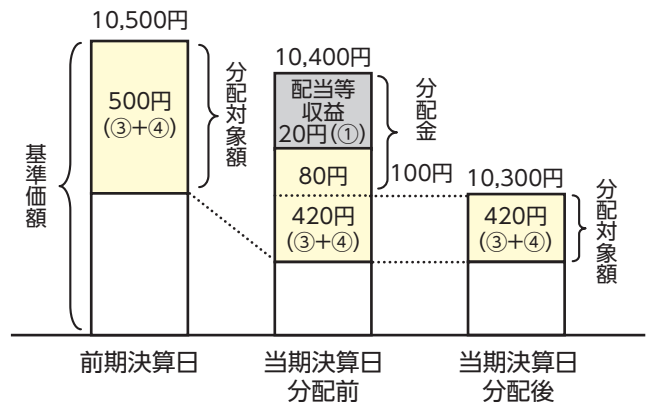 10,500円
500円
(③+④)
分配対象額
基準価額
前期決算日
10,400円
配当等
収益
20円(①)
80円
420円
(③+④)
分配金
100円
当期決算日
分配前
10,300円
420円
(③+④)
分配対象額
当期決算日
分配後